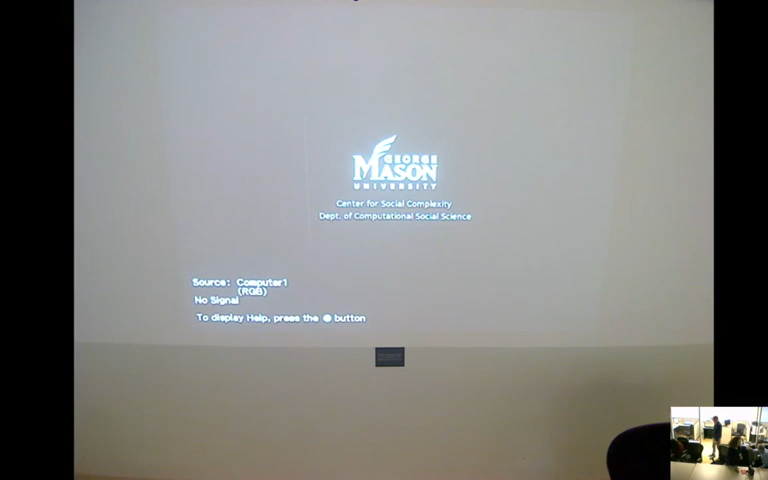 GEORGE
MASON
UNIVERSITY
Center for Social Complexity
Dept. of Computational Social Science
Source: Computer1
(RGB)
No Signal
To display Help, press the button